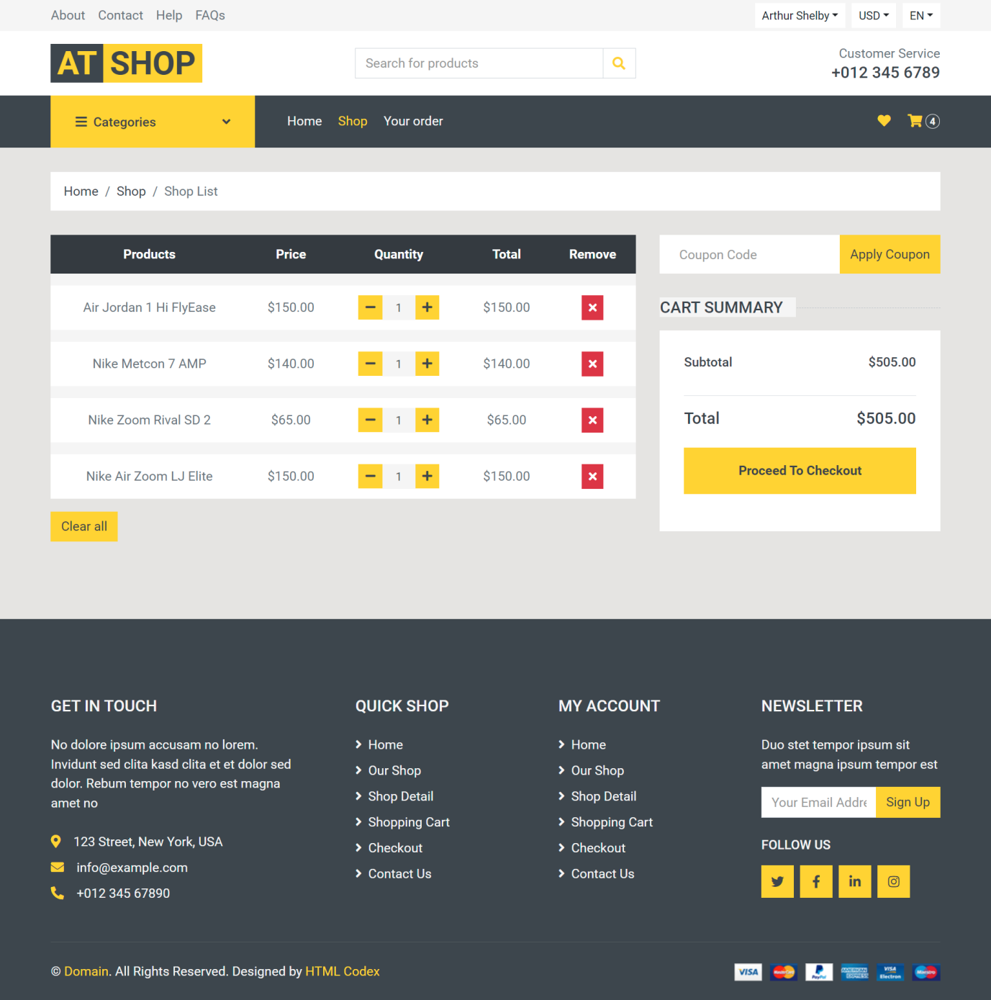 About Contact Help FAQs
Arthur Shelby USD EN
AT SHOP
Search for products
Customer Service
+012 345 6789
Categories
Home Shop Your order
4
Home / Shop / Shop List
Products Price Quantity Total Remove
Air Jordan 1 Hi FlyEase $150.00 1 $150.00
Nike Metcon 7 AMP $140.00 1 $140.00
Nike Zoom Rival SD 2 $65.00 1 $65.00
Nike Air Zoom LJ Elite $150.00 1 $150.00
Clear all
Coupon Code Apply Coupon
CART SUMMARY
Subtotal $505.00
Total $505.00
Proceed To Checkout
GET IN TOUCH
No dolore ipsum accusam no lorem.
Invidunt sed clita kasd clita et et dolor sed
dolor. Rebum tempor no vero est magna
amet no
123 Street, New York, USA
info@example.com
+012 345 67890
QUICK SHOP
Home
Our Shop
Shop Detail
Shopping Cart
Checkout
Contact Us
MY ACCOUNT
Home
Our Shop
Shop Detail
Shopping Cart
Checkout
Contact Us
NEWSLETTER
Duo stet tempor ipsum sit
amet magna ipsum tempor est
Your Email Addre Sign Up
FOLLOW US
© Domain. All Rights Reserved. Designed by HTML Codex
VISA MasterCard PayPal AMERICAN EXPRESS VISA Electron Maestro